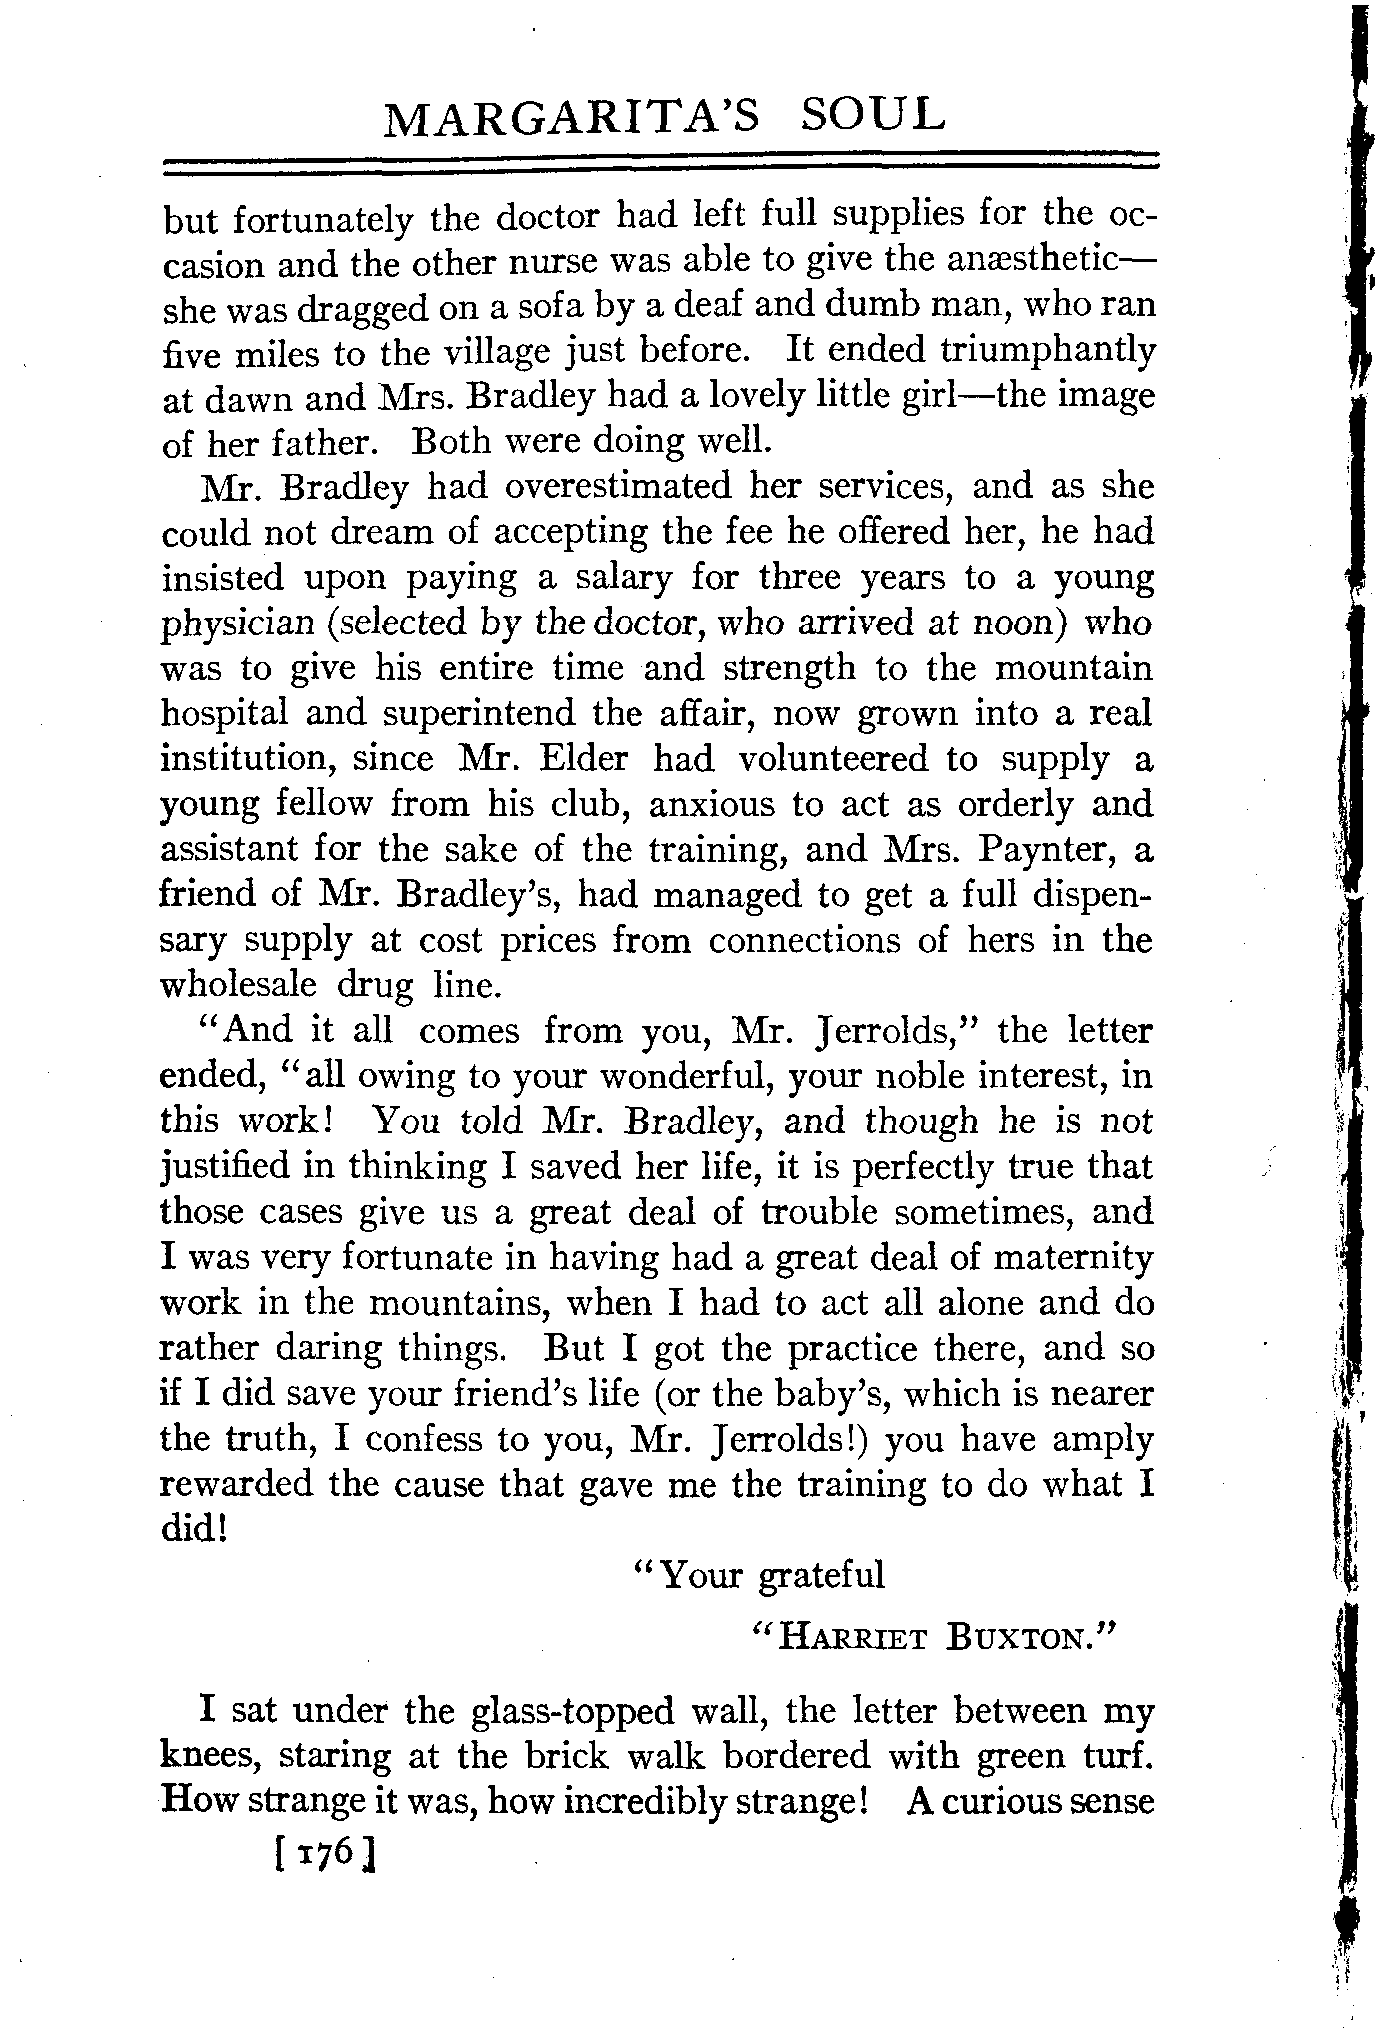 MARGARITA'S SOUL
but fortunately the doctor had left full supplies for the oc-
casion and the other nurse was able to give the anæsthetic—
she was dragged on a sofa by a deaf and dumb man, who ran
five miles to the village just before. It ended triumphantly
at dawn and Mrs. Bradley had a lovely little girl—the image
of her father. Both were doing well.
Mr. Bradley had overestimated her services, and as she
could not dream of accepting the fee he offered her, he had
insisted upon paying a salary for three years to a young
physician (selected by the doctor, who arrived at noon) who
was to give his entire time and strength to the mountain
hospital and superintend the affair, now grown into a real
institution, since Mr. Elder had volunteered to supply a
young fellow from his club, anxious to act as orderly and
assistant for the sake of the training, and Mrs. Paynter, a
friend of Mr. Bradley's, had managed to get a full dispen-
sary supply at cost prices from connections of hers in the
wholesale drug line.
"And it all comes from you, Mr. Jerrolds," the letter
ended, "all owing to your wonderful, your noble interest, in
this work! You told Mr. Bradley, and though he is not
justified in thinking I saved her life, it is perfectly true that
those cases give us a great deal of trouble sometimes, and
I was very fortunate in having had a great deal of maternity
work in the mountains, when I had to act all alone and do
rather daring things. But I got the practice there, and so
if I did save your friend's life (or the baby's, which is nearer
the truth, I confess to you, Mr. Jerrolds!) you have amply
rewarded the cause that gave me the training to do what I
did!
"Your grateful
"HARRIET BUXTON."
I sat under the glass-topped wall, the letter between my
knees, staring at the brick walk bordered with green turf.
How strange it was, how incredibly strange! A curious sense
[176]